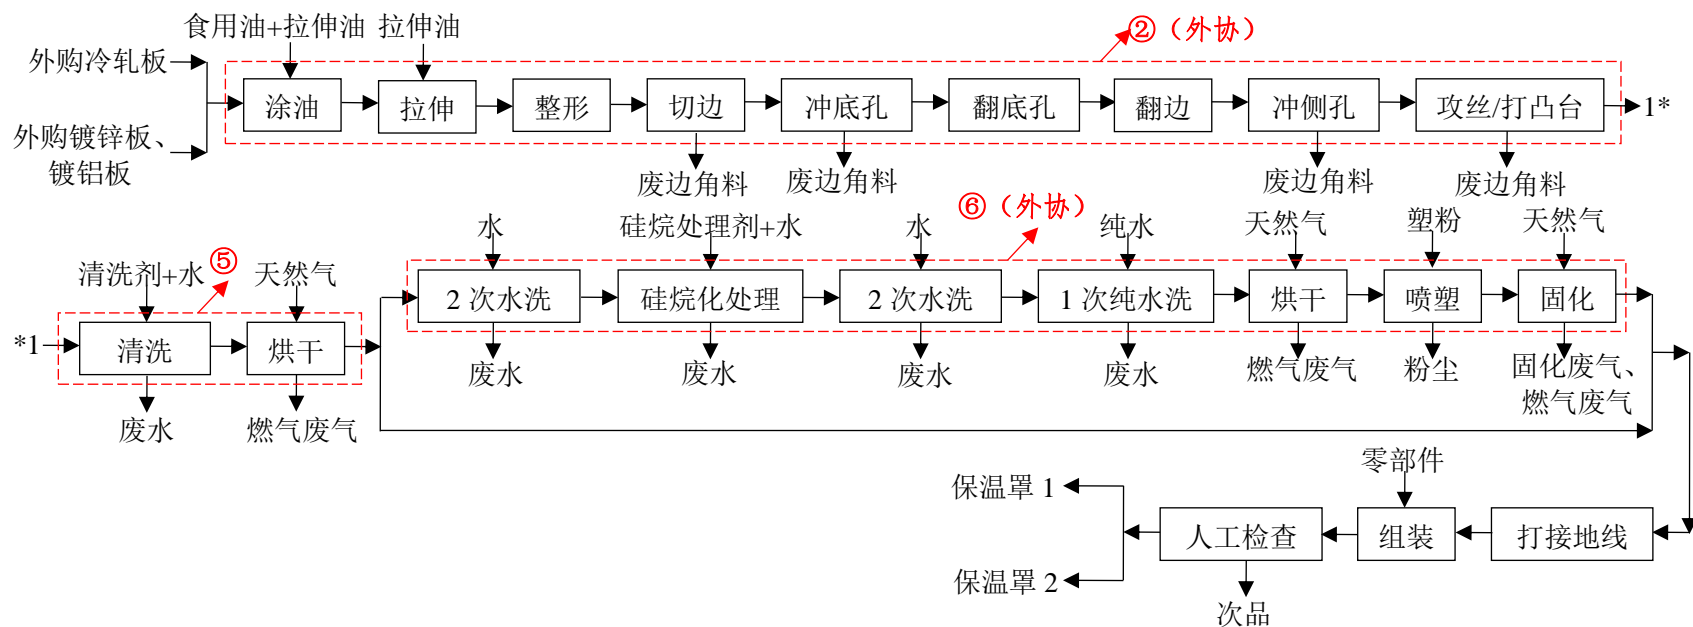 食用油+拉伸油 拉伸油
②（外协）
外购冷轧板
涂油 拉伸 整形 切边 冲底孔 翻底孔 翻边 冲侧孔 攻丝/打凸台 1*
外购镀锌板、
镀铝板
废边角料 废边角料 废边角料 废边角料
⑥（外协）
水 硅烷处理剂+水 水 纯水 天然气 塑粉 天然气
⑤
清洗剂+水 天然气
2 次水洗 硅烷化处理 2 次水洗 1 次纯水洗 烘干 喷塑 固化
*1 清洗 烘干
废水 废水 废水 废水 燃气废气 粉尘 固化废气、
燃气废气
废水 燃气废气
零部件
保温罩 1
人工检查 组装 打接地线
保温罩 2
次品